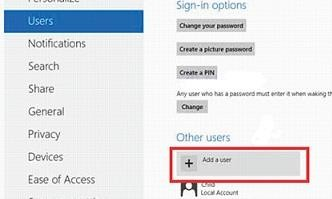 Personalize
Users
Notifications
Search
Share
General
Privacy
Devices
Ease of Access
Sign-in options
Change your password
Create a picture password
Create a PIN
Any user who has a password must enter it when waking th
Change
Other users
+ Add a user
Child
Local Account